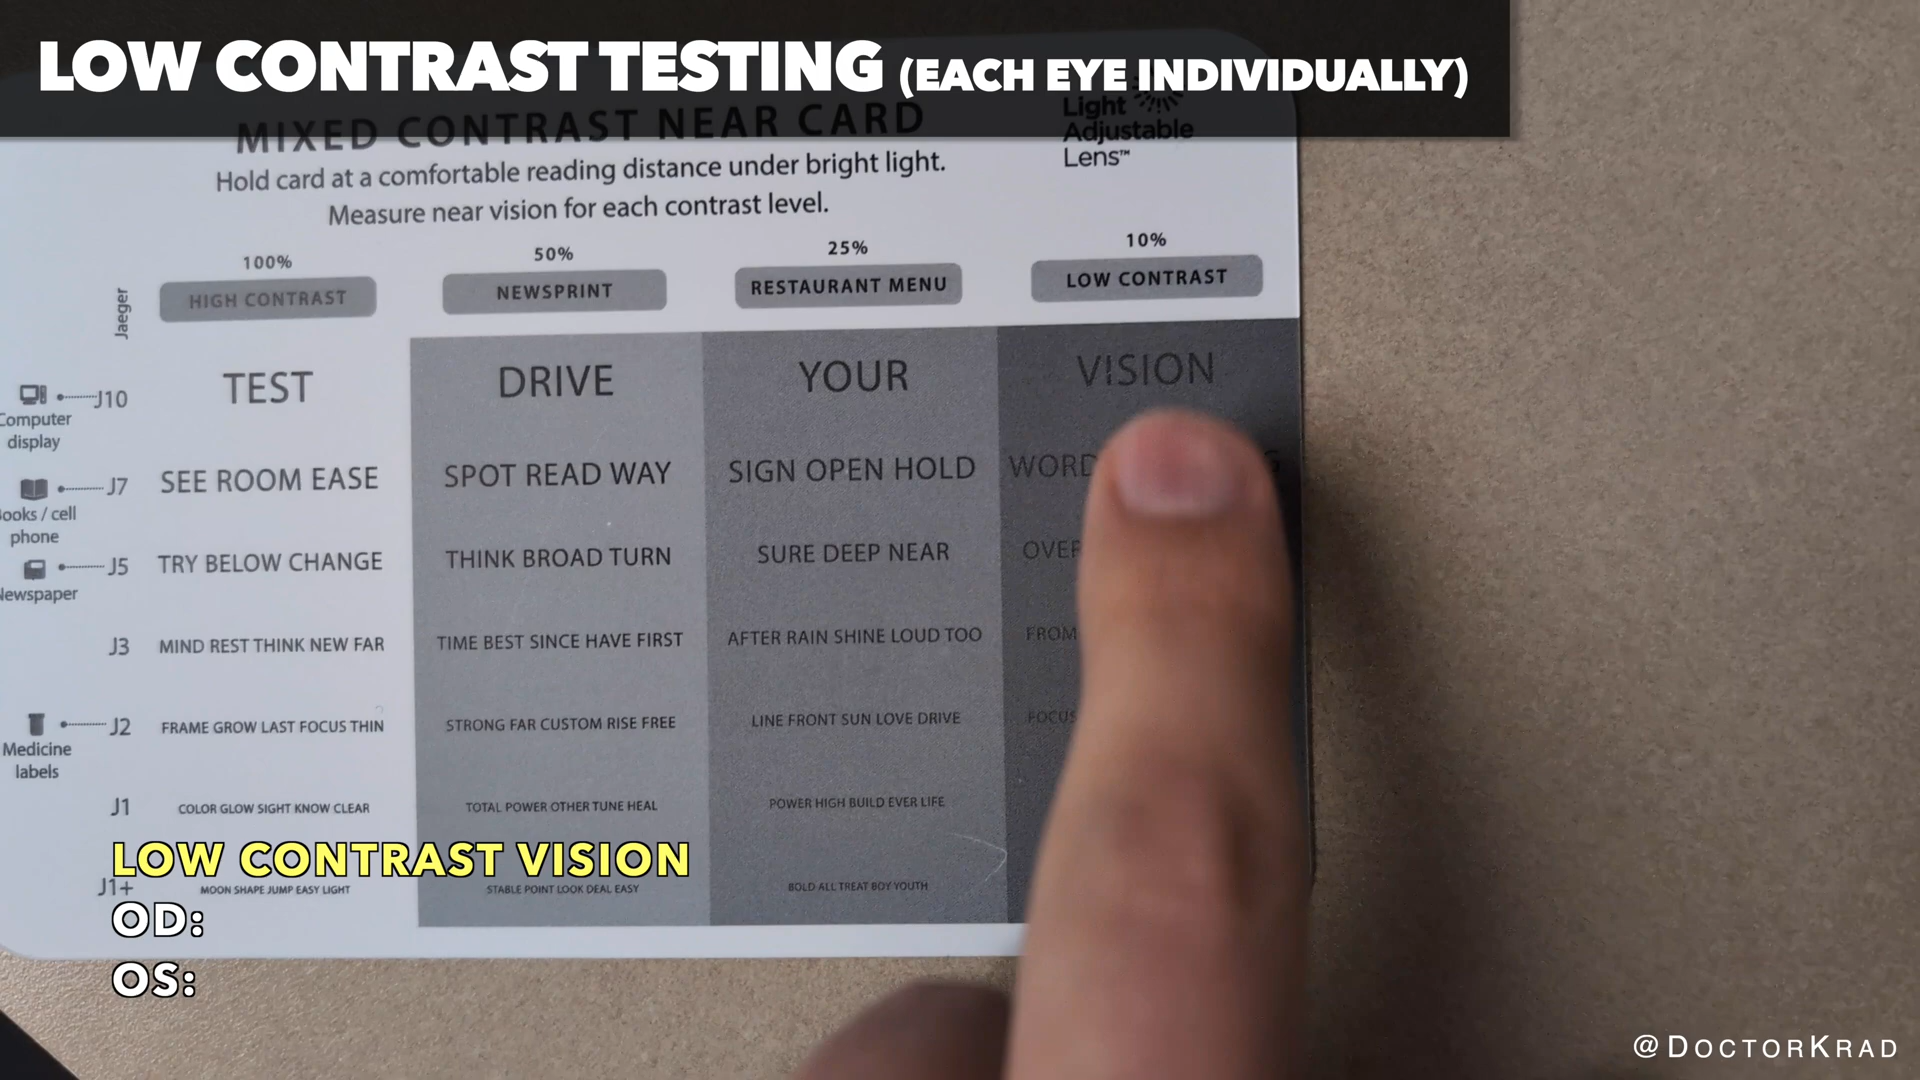 LOW CONTRAST TESTING (EACH EYE INDIVIDUALLY)
MIXED CONTRAST NEAR CARD
Light
Adjustable
Lens™
Hold card at a comfortable reading distance under bright light.
Measure near vision for each contrast level.
100% 50% 25% 10%
HIGH CONTRAST NEWSPRINT RESTAURANT MENU LOW CONTRAST
Jaeger
J10 TEST DRIVE YOUR VISION
Computer
display
J7 SEE ROOM EASE SPOT READ WAY SIGN OPEN HOLD WORD
ooks / cell
phone
J5 TRY BELOW CHANGE THINK BROAD TURN SURE DEEP NEAR OVER
Newspaper
J3 MIND REST THINK NEW FAR TIME BEST SINCE HAVE FIRST AFTER RAIN SHINE LOUD TOO FROM
J2 FRAME GROW LAST FOCUS THIN STRONG FAR CUSTOM RISE FREE LINE FRONT SUN LOVE DRIVE FOCUS
Medicine
labels
J1 COLOR GLOW SIGHT KNOW CLEAR TOTAL POWER OTHER TUNE HEAL POWER HIGH BUILD EVER LIFE
LOW CONTRAST VISION
J1+ MOON SHAPE JUMP EASY LIGHT STABLE POINT LOOK DEAL EASY BOLD ALL TREAT BOY YOUTH
OD:
OS:
@DOCTORKRAD